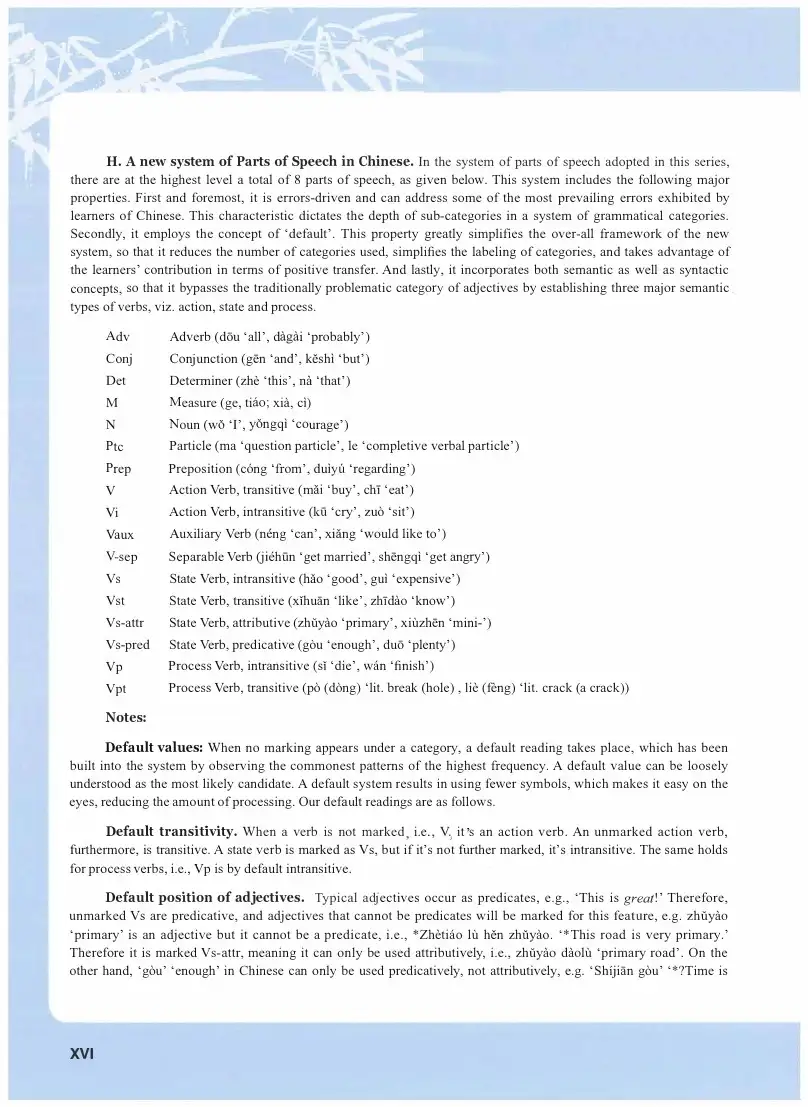 H. A new system of Parts of Speech in Chinese. In the system of parts of speech adopted in this series,
there are at the highest level a total of 8 parts of speech, as given below. This system includes the following major
properties. First and foremost, it is errors-driven and can address some of the most prevailing errors exhibited by
learners of Chinese. This characteristic dictates the depth of sub-categories in a system of grammatical categories.
Secondly, it employs the concept of ‘default’. This property greatly simplifies the over-all framework of the new
system, so that it reduces the number of categories used, simplifies the labeling of categories, and takes advantage of
the learners’ contribution in terms of positive transfer. And lastly, it incorporates both semantic as well as syntactic
concepts, so that it bypasses the traditionally problematic category of adjectives by establishing three major semantic
types of verbs, viz. action, state and process.
Adv Adverb (dōu ‘all’, dàgài ‘probably’)
Conj Conjunction (gēn ‘and’, kěshì ‘but’)
Det Determiner (zhè ‘this’, nà ‘that’)
M Measure (ge, tiáo; xià, cì)
N Noun (wǒ ‘I’, yǒngqì ‘courage’)
Ptc Particle (ma ‘question particle’, le ‘completive verbal particle’)
Prep Preposition (cóng ‘from’, duìyú ‘regarding’)
V Action Verb, transitive (mǎi ‘buy’, chī ‘eat’)
Vi Action Verb, intransitive (kū ‘cry’, zuò ‘sit’)
Vaux Auxiliary Verb (néng ‘can’, xiǎng ‘would like to’)
V-sep Separable Verb (jiéhūn ‘get married’, shēngqì ‘get angry’)
Vs State Verb, intransitive (hǎo ‘good’, guì ‘expensive’)
Vst State Verb, transitive (xǐhuān ‘like’, zhīdào ‘know’)
Vs-attr State Verb, attributive (zhǔyào ‘primary’, xiùzhēn ‘mini-’)
Vs-pred State Verb, predicative (gòu ‘enough’, duō ‘plenty’)
Vp Process Verb, intransitive (sǐ ‘die’, wán ‘finish’)
Vpt Process Verb, transitive (pò (dòng) ‘lit. break (hole) , liè (fèng) ‘lit. crack (a crack))
Notes:
Default values: When no marking appears under a category, a default reading takes place, which has been
built into the system by observing the commonest patterns of the highest frequency. A default value can be loosely
understood as the most likely candidate. A default system results in using fewer symbols, which makes it easy on the
eyes, reducing the amount of processing. Our default readings are as follows.
Default transitivity. When a verb is not marked, i.e., V, it’s an action verb. An unmarked action verb,
furthermore, is transitive. A state verb is marked as Vs, but if it’s not further marked, it’s intransitive. The same holds
for process verbs, i.e., Vp is by default intransitive.
Default position of adjectives. Typical adjectives occur as predicates, e.g., ‘This is great!’ Therefore,
unmarked Vs are predicative, and adjectives that cannot be predicates will be marked for this feature, e.g. zhǔyào
‘primary’ is an adjective but it cannot be a predicate, i.e., *Zhètiáo lù hěn zhǔyào. ‘*This road is very primary.’
Therefore it is marked Vs-attr, meaning it can only be used attributively, i.e., zhǔyào dàolù ‘primary road’. On the
other hand, ‘gòu’ ‘enough’ in Chinese can only be used predicatively, not attributively, e.g. ‘Shíjiān gòu’ ‘*?Time is
XVI